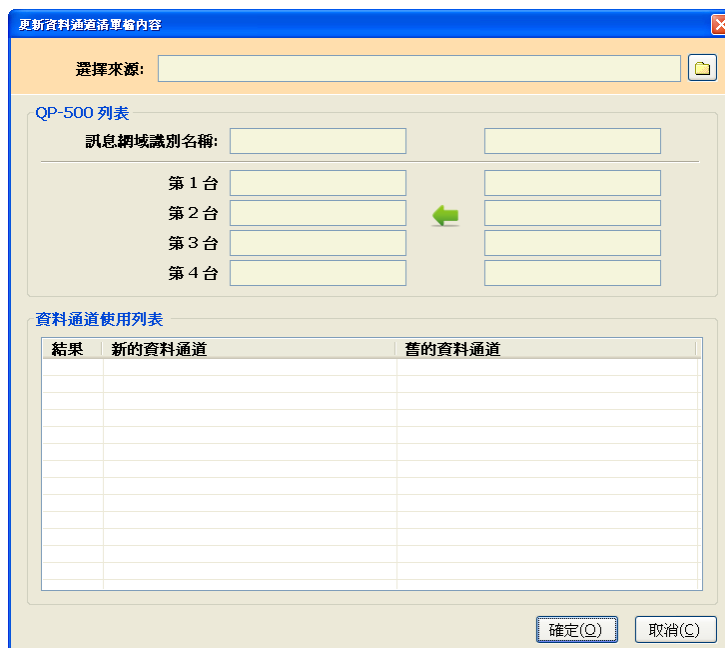 更新資料通道清單檔內容
選擇來源:
QP-500 列表
訊息網域識別名稱:
第 1 台
第 2 台
第 3 台
第 4 台
資料通道使用列表
結果 新的資料通道 舊的資料通道
確定(O) 取消(C)